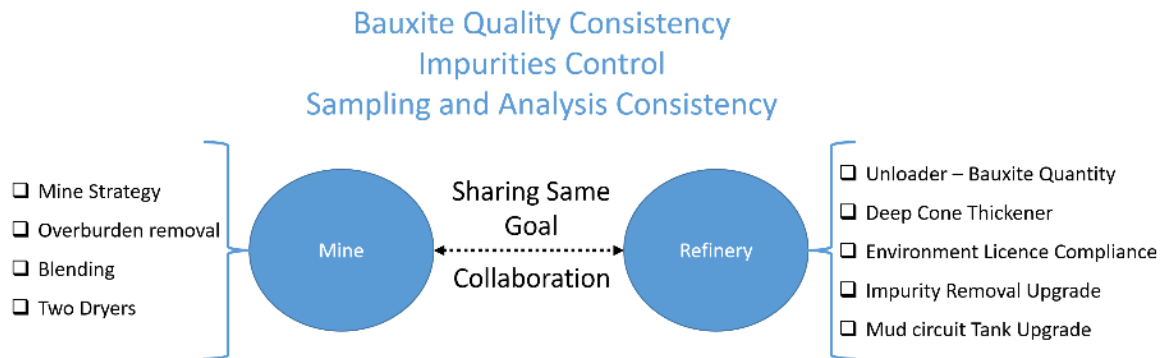 Bauxite Quality Consistency
Impurities Control
Sampling and Analysis Consistency
Mine Strategy
Overburden removal
Blending
Two Dryers
Mine
Sharing Same
Goal
Collaboration
Refinery
Unloader – Bauxite Quantity
Deep Cone Thickener
Environment Licence Compliance
Impurity Removal Upgrade
Mud circuit Tank Upgrade